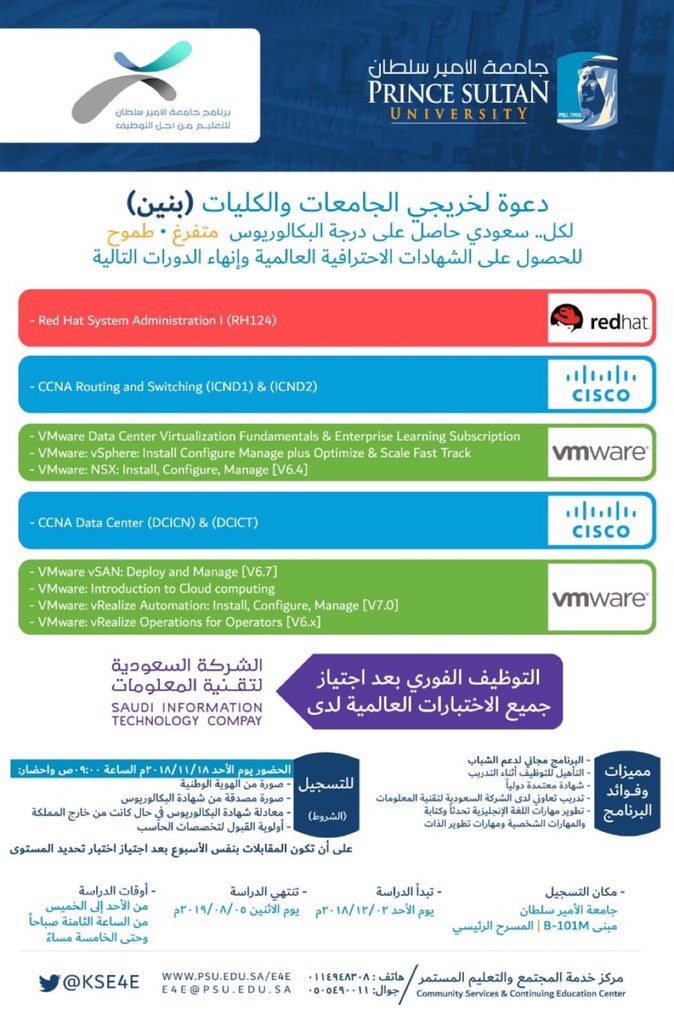 برنامج جامعة الأمير سلطان
للتعليم من أجل التوظيف
جامعة الامير سلطان
PRINCE SULTAN
UNIVERSITY
PSU. 1998
دعوة لخريجي الجامعات والكليات (بنين)
لكل.. سعودي حاصل على درجة البكالوريوس متفرغ • طموح
للحصول على الشهادات الاحترافية العالمية وإنهاء الدورات التالية
- Red Hat System Administration I (RH124)
redhat.
- CCNA Routing and Switching (ICND1) & (ICND2)
CISCO
- VMware Data Center Virtualization Fundamentals & Enterprise Learning Subscription
- VMware: vSphere: Install Configure Manage plus Optimize & Scale Fast Track
- VMware: NSX: Install, Configure, Manage [V6.4]
vmware®
- CCNA Data Center (DCICN) & (DCICT)
CISCO
- VMware vSAN: Deploy and Manage [V6.7]
- VMware: Introduction to Cloud computing
- VMware: vRealize Automation: Install, Configure, Manage [V7.0]
- VMware: vRealize Operations for Operators [V6.x]
vmware®
التوظيف الفوري بعد اجتياز
جميع الاختبارات العالمية لدى
الشركة السعودية
لتقنية المعلومات
SAUDI INFORMATION
TECHNOLOGY COMPAY
مميزات
وفوائد
البرنامج
- البرنامج مجاني لدعم الشباب
- التأهيل للتوظيف أثناء التدريب
- شهادة معتمدة دولياً
- تدريب تعاوني لدى الشركة السعودية لتقنية المعلومات
- تطوير مهارات اللغة الإنجليزية تحدثاً وكتابة
والمهارات الشخصية ومهارات تطوير الذات
للتسجيل
(الشروط)
الحضور يوم الأحد ٢٠١٨/١١/١٨م الساعة ٠٩:٠٠ص واحضار:
- صورة من الهوية الوطنية
- صورة مصدقة من شهادة البكالوريوس
- معادلة شهادة البكالوريوس في حال كانت من خارج المملكة
- أولوية القبول لتخصصات الحاسب
على أن تكون المقابلات بنفس الأسبوع بعد اجتياز اختبار تحديد المستوى
- مكان التسجيل
جامعة الأمير سلطان
مبنى B-101M | المسرح الرئيسي
- تبدأ الدراسة
يوم الأحد ٢٠١٨/١٢/٠٢م
- تنتهي الدراسة
يوم الاثنين ٢٠١٩/٠٨/٠٥م
- أوقات الدراسة
من الأحد إلى الخميس
من الساعة الثامنة صباحاً
وحتى الخامسة مساءً
مركز خدمة المجتمع والتعليم المستمر
Community Services & Continuing Education Center
هاتف : ٠١١٤٩٤٨٣٠٨
جوال: ٠٥٠٥٤٩٠٠١١
WWW.PSU.EDU.SA/E4E
E4E@PSU.EDU.SA
@KSE4E